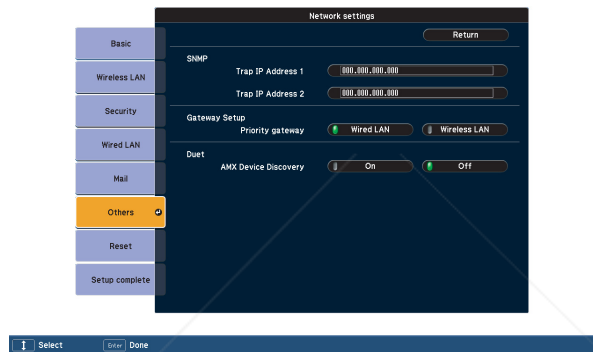 Network settings
Return
Basic
SNMP
Trap IP Address 1 000.000.000.000
Wireless LAN
Trap IP Address 2 000.000.000.000
Security
Gateway Setup
Priority gateway Wired LAN Wireless LAN
Wired LAN
Duet
AMX Device Discovery On Off
Mail
Others
Reset
Setup complete
Select Enter Done